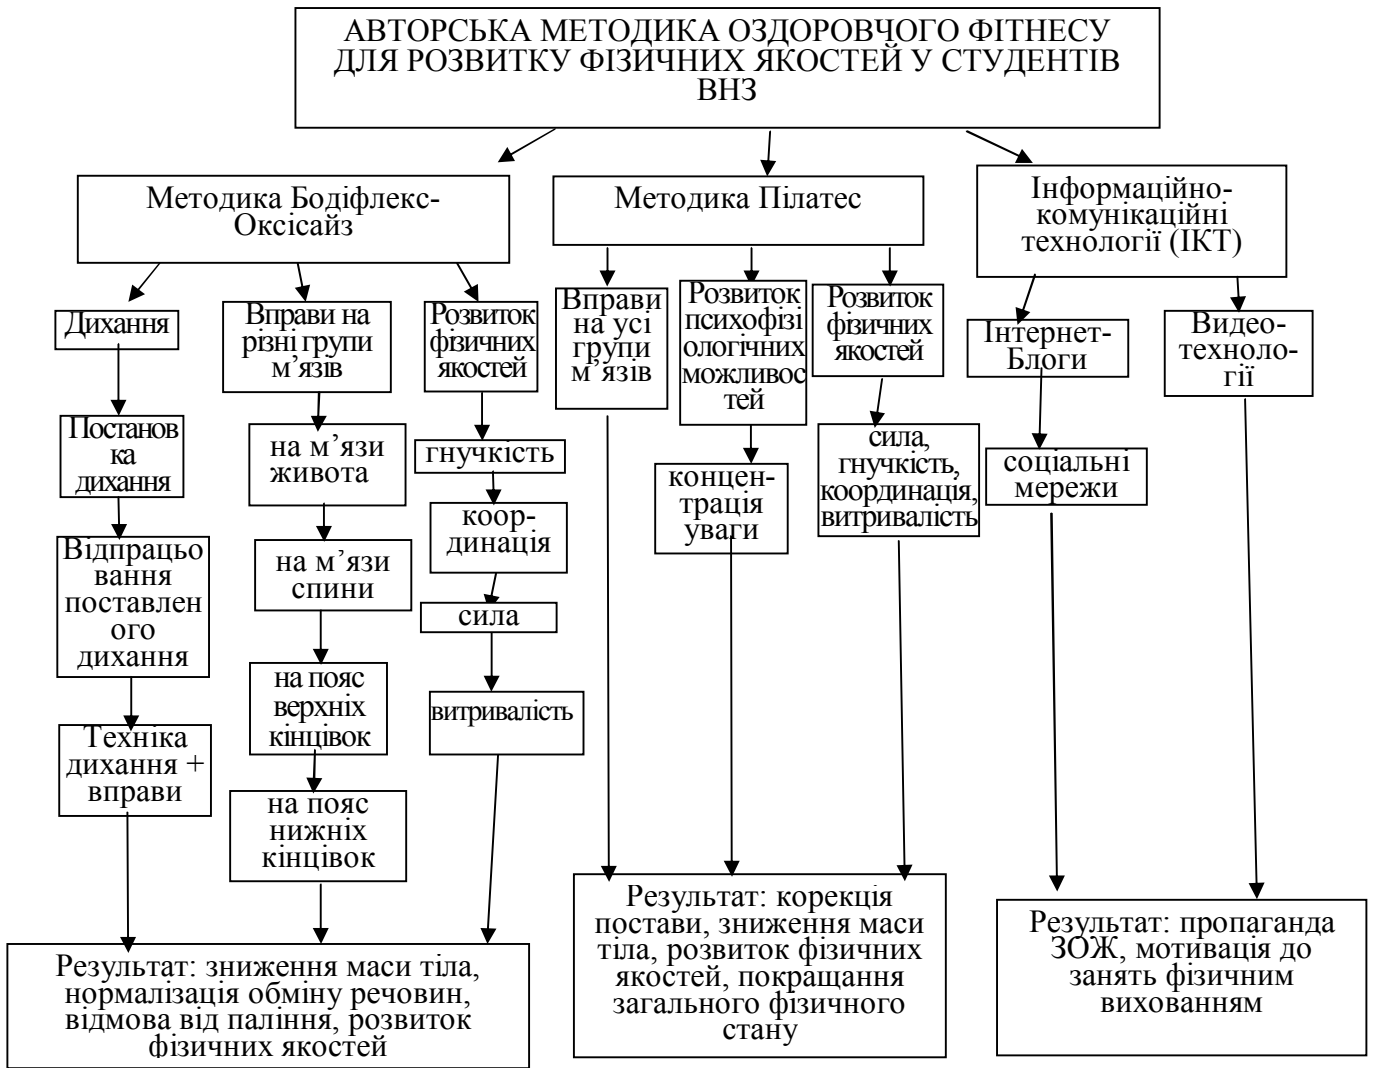 АВТОРСЬКА МЕТОДИКА ОЗДОРОВЧОГО ФІТНЕСУ
ДЛЯ РОЗВИТКУ ФІЗИЧНИХ ЯКОСТЕЙ У СТУДЕНТІВ
ВНЗ
Методика Бодіфлекс-
Оксісайз
Методика Пілатес
Інформаційно-
комунікаційні
технології (ІКТ)
Дихання
Вправи на
різні групи
м’язів
Розвиток
фізичних
якостей
Вправи
на усі
групи
м’язів
Розвиток
психофізі
ологічних
можливос
тей
Розвиток
фізичних
якостей
Інтернет-
Блоги
Видео-
техноло-
гії
Постанов
ка
дихання
на м’язи
живота
гнучкість
концен-
трація
уваги
сила,
гнучкість,
координація,
витривалість
соціальні
мережи
Відпрацьо
вання
поставлен
ого
дихання
на м’язи
спини
коор-
динація
сила
на пояс
верхніх
кінцівок
витривалість
Техніка
дихання +
вправи
на пояс
нижніх
кінцівок
Результат: зниження маси тіла,
нормалізація обміну речовин,
відмова від паління, розвиток
фізичних якостей
Результат: корекція
постави, зниження маси
тіла, розвиток фізичних
якостей, покращання
загального фізичного
стану
Результат: пропаганда
ЗОЖ, мотивація до
занять фізичним
вихованням